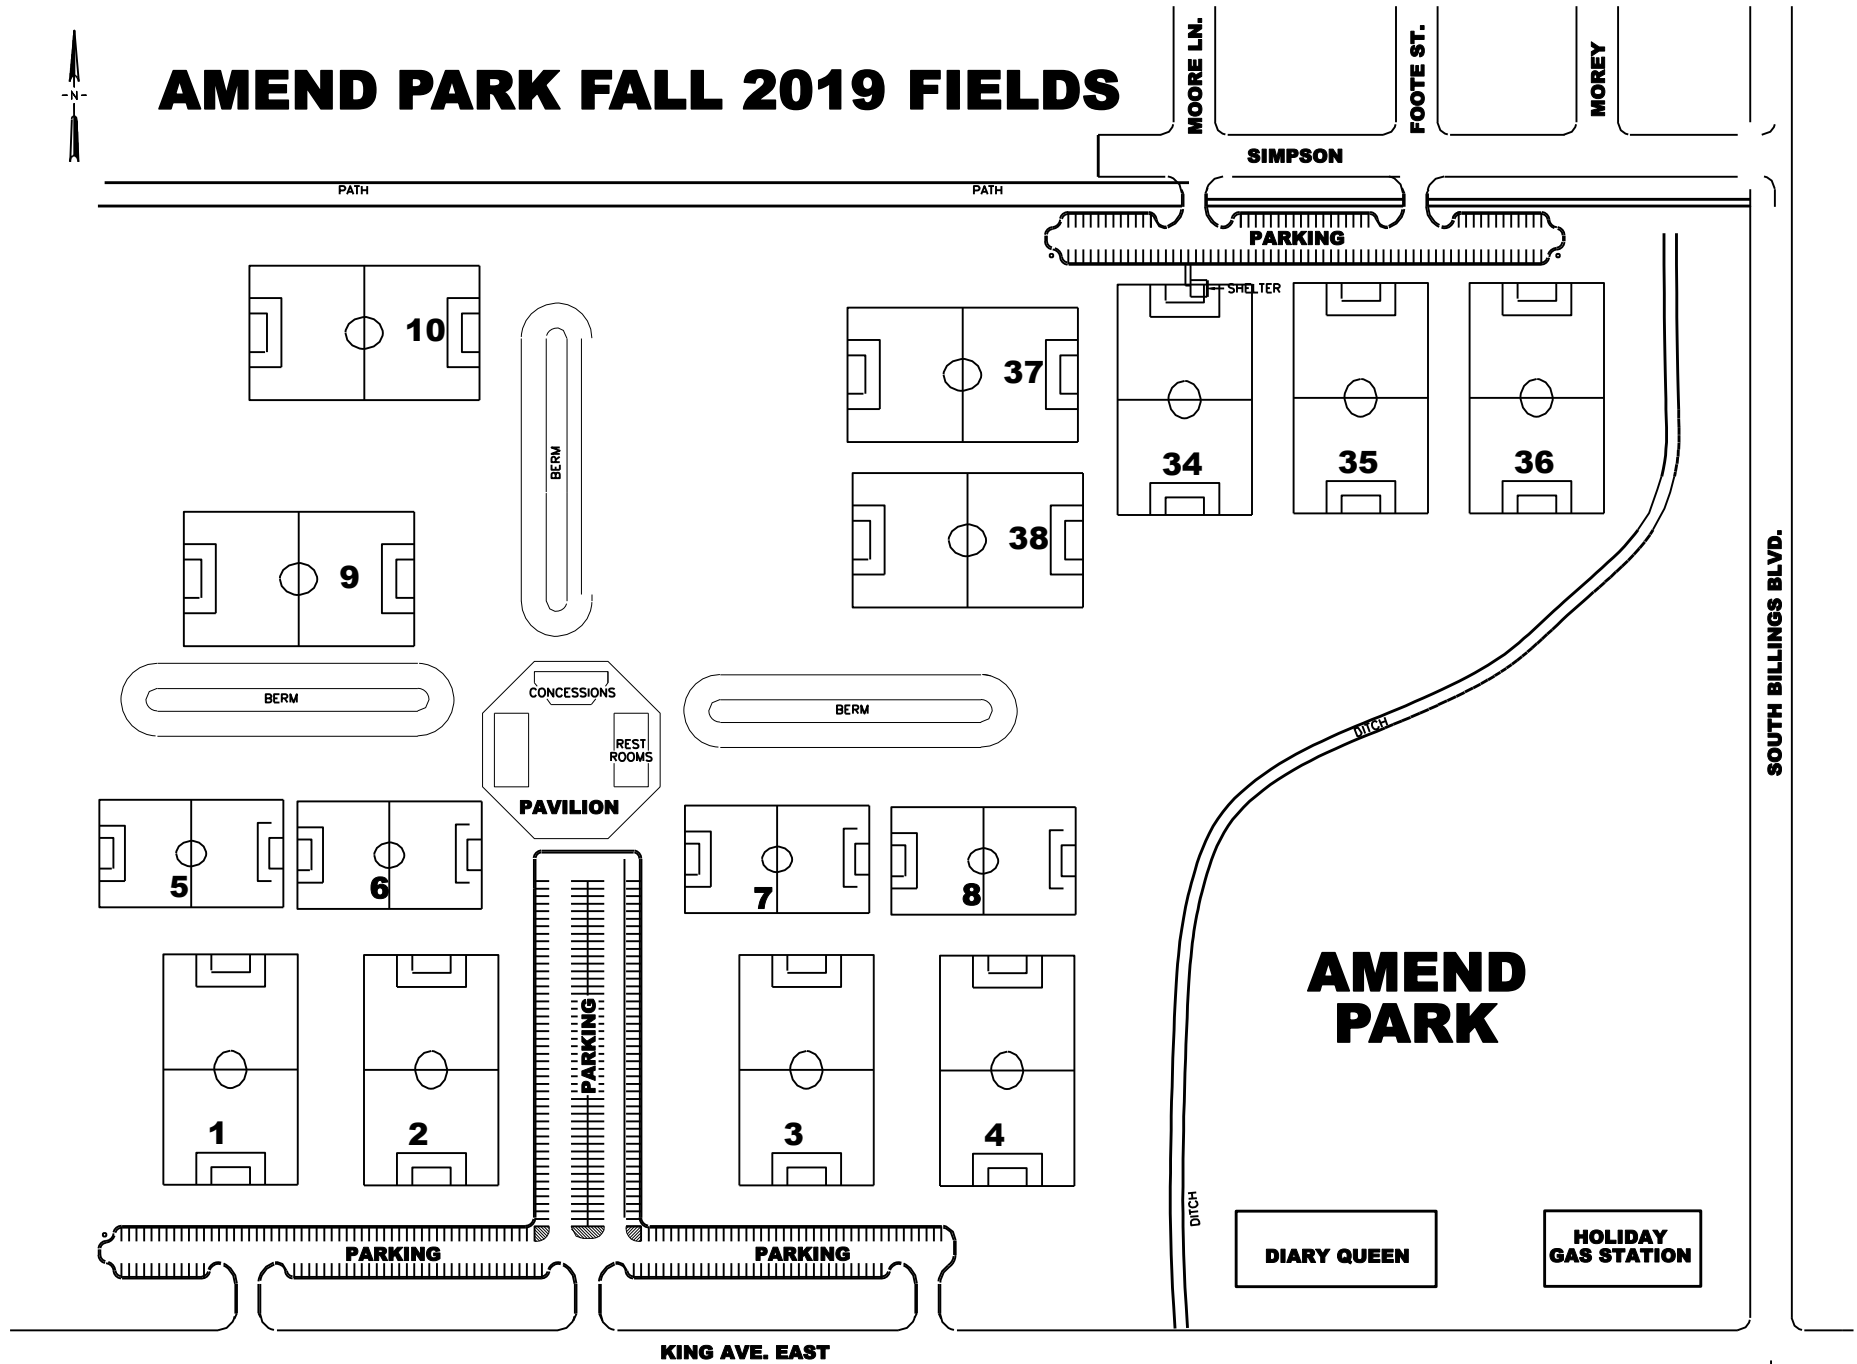 MOORE LN.
FOOTE ST.
MOREY
N
AMEND PARK FALL 2019 FIELDS
SIMPSON
PATH
PATH
PARKING
SHELTER
10
37
BERM
34
35
36
38
9
SOUTH BILLINGS BLVD.
BERM
CONCESSIONS
BERM
DITCH
REST
ROOMS
PAVILION
5
6
7
8
AMEND
PARK
PARKING
1
2
3
4
DITCH
PARKING
PARKING
DIARY QUEEN
HOLIDAY
GAS STATION
KING AVE. EAST